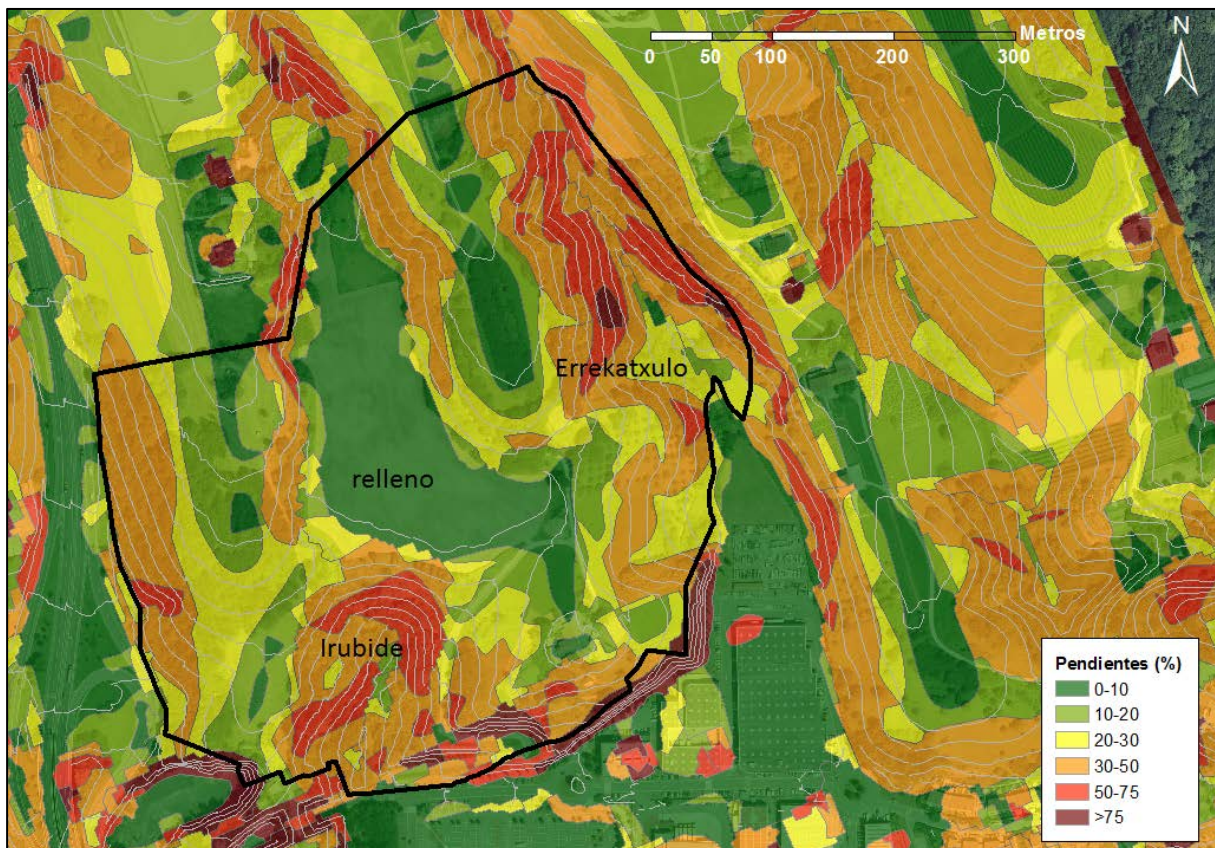 Metros
N
0 50 100 200 300
Errekatxulo
relleno
Irubide
Pendientes (%)
0-10
10-20
20-30
30-50
50-75
>75